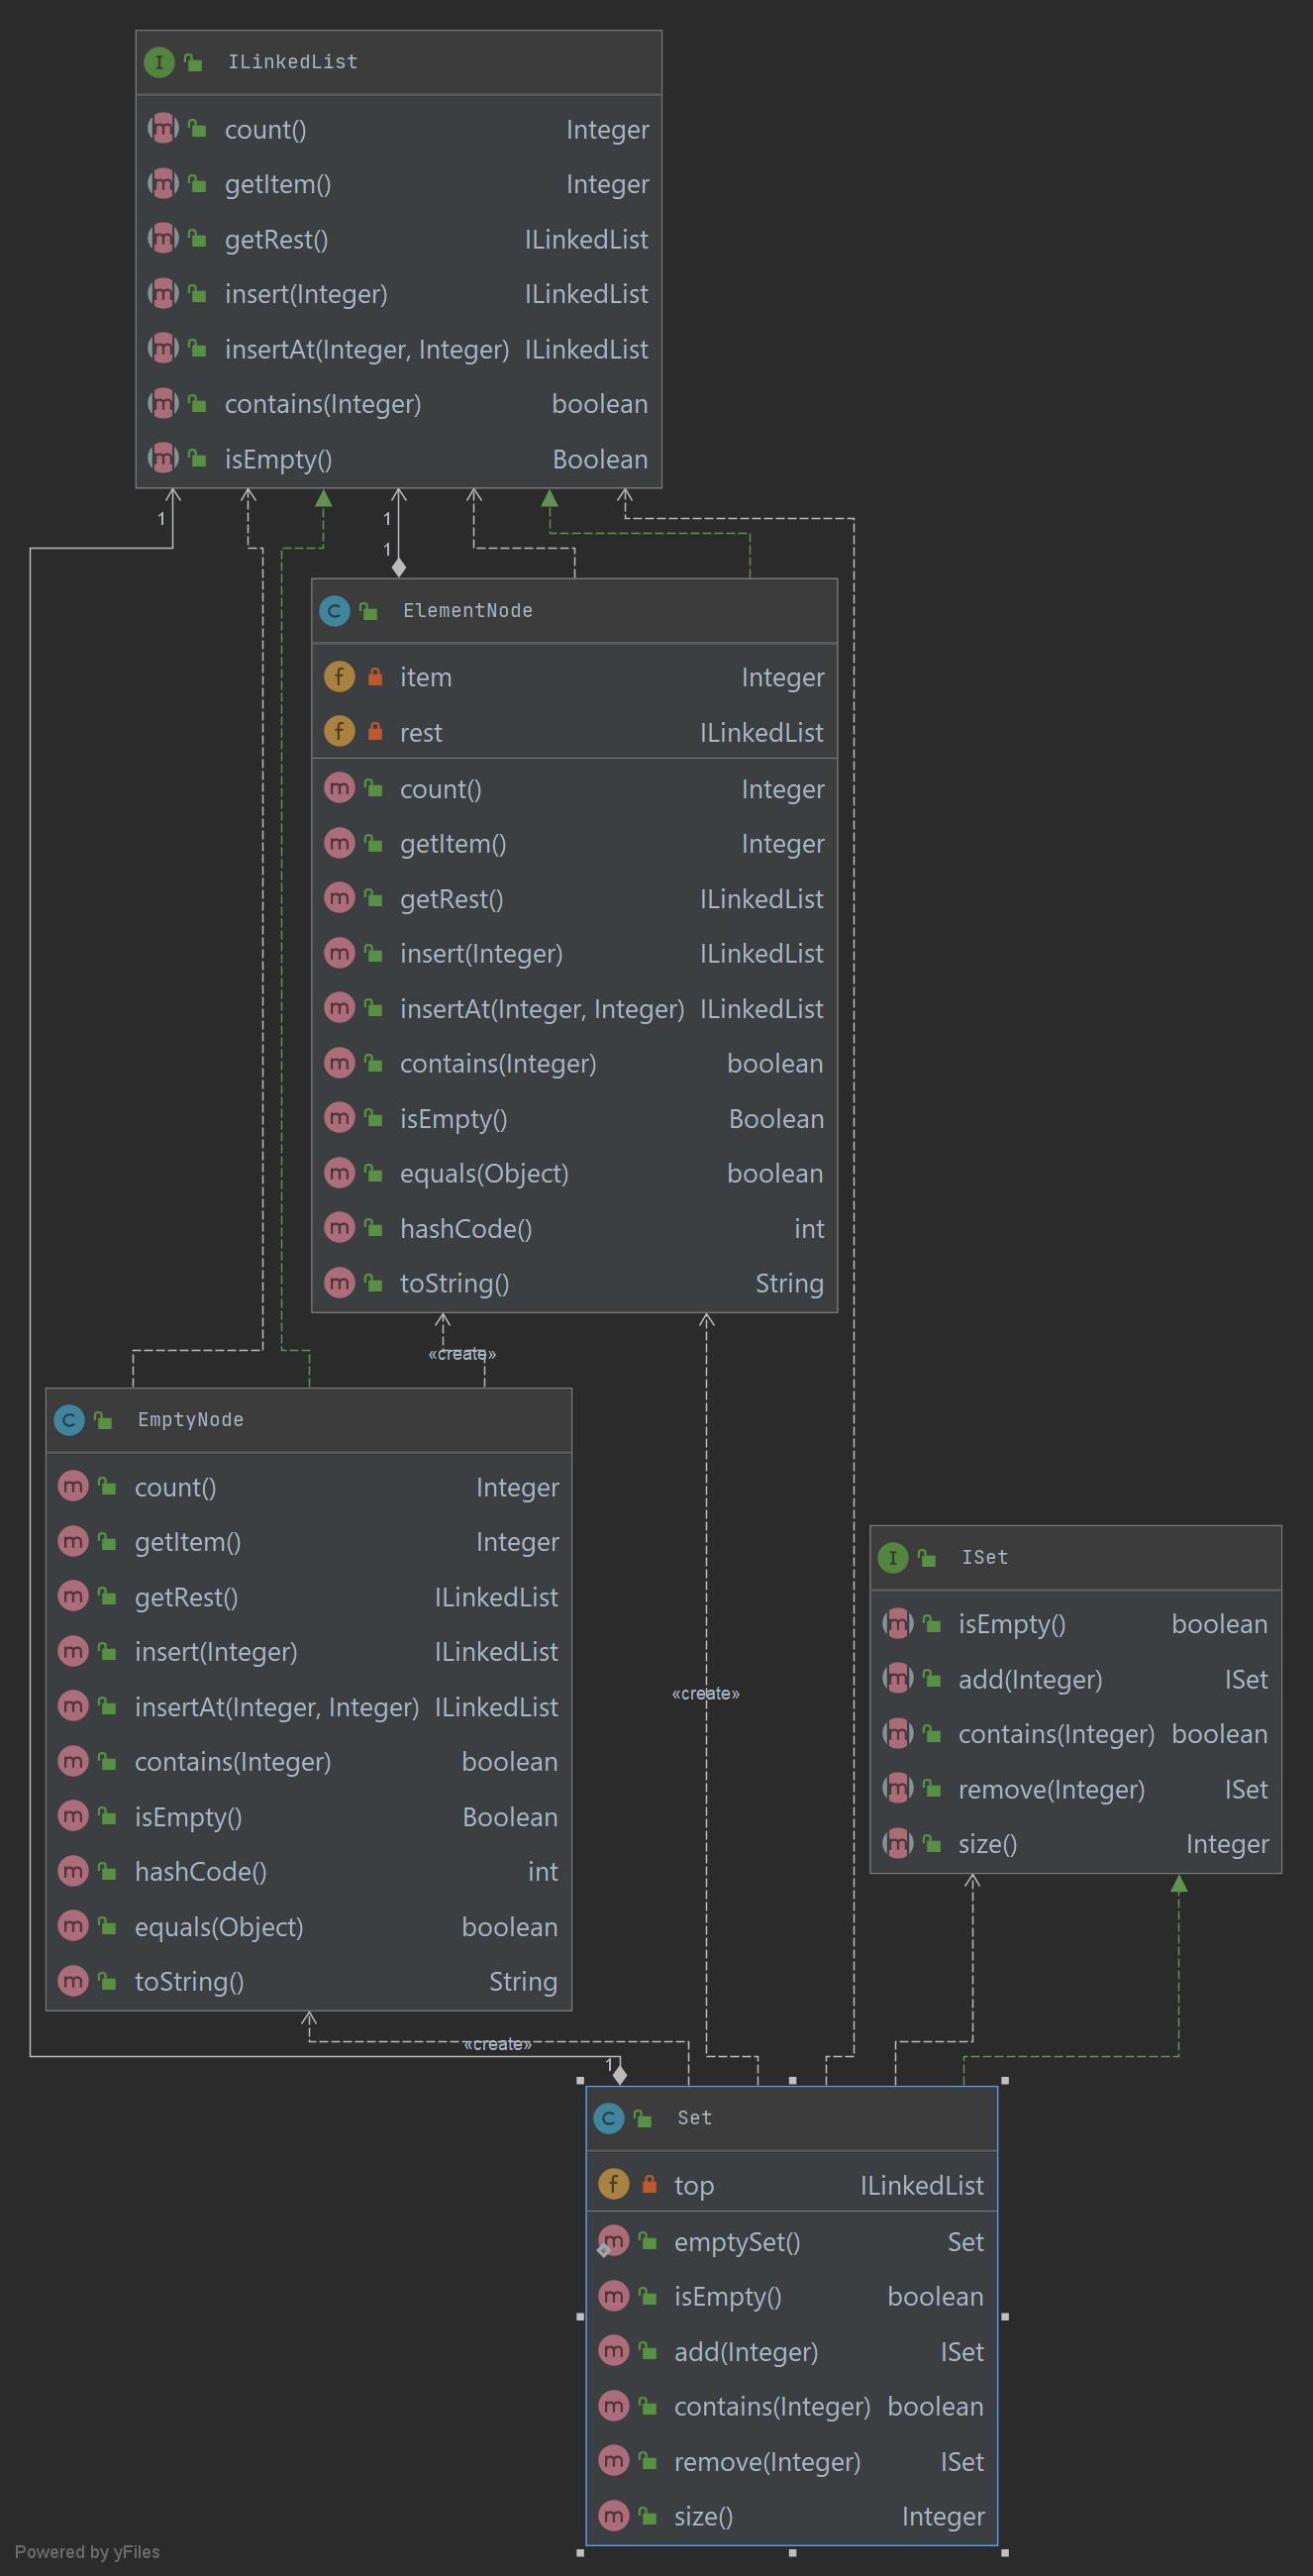 ILinkedList
count() Integer
getItem() Integer
getRest() ILinkedList
insert(Integer) ILinkedList
insertAt(Integer, Integer) ILinkedList
contains(Integer) boolean
isEmpty() Boolean
1
1
1
ElementNode
item Integer
rest ILinkedList
count() Integer
getItem() Integer
getRest() ILinkedList
insert(Integer) ILinkedList
insertAt(Integer, Integer) ILinkedList
contains(Integer) boolean
isEmpty() Boolean
equals(Object) boolean
hashCode() int
toString() String
«create»
EmptyNode
count() Integer
getItem() Integer
getRest() ILinkedList
insert(Integer) ILinkedList
insertAt(Integer, Integer) ILinkedList
contains(Integer) boolean
isEmpty() Boolean
hashCode() int
equals(Object) boolean
toString() String
«create»
ISet
isEmpty() boolean
add(Integer) ISet
contains(Integer) boolean
remove(Integer) ISet
size() Integer
«create»
1
Set
top ILinkedList
emptySet() Set
isEmpty() boolean
add(Integer) ISet
contains(Integer) boolean
remove(Integer) ISet
size() Integer
Powered by yFiles